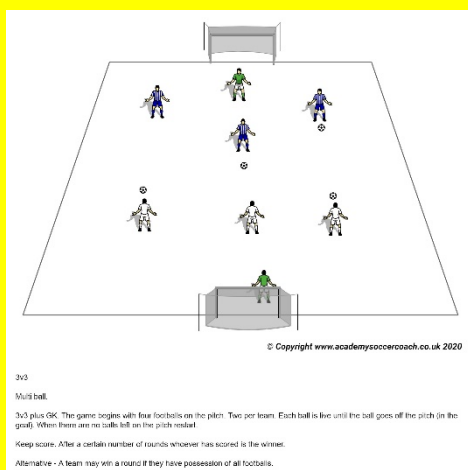 © Copyright www.academysoccercoach.co.uk 2020
3v3
Multi ball.
3v3 plus GK. The game begins with four footballs on the pitch. Two per team. Each ball is live until the ball goes off the pitch (in the
goal). When there are no balls left on the pitch restart.
Keep score. After a certain number of rounds whoever has scored is the winner.
Alternative - A team may win a round if they have possession of all footballs.